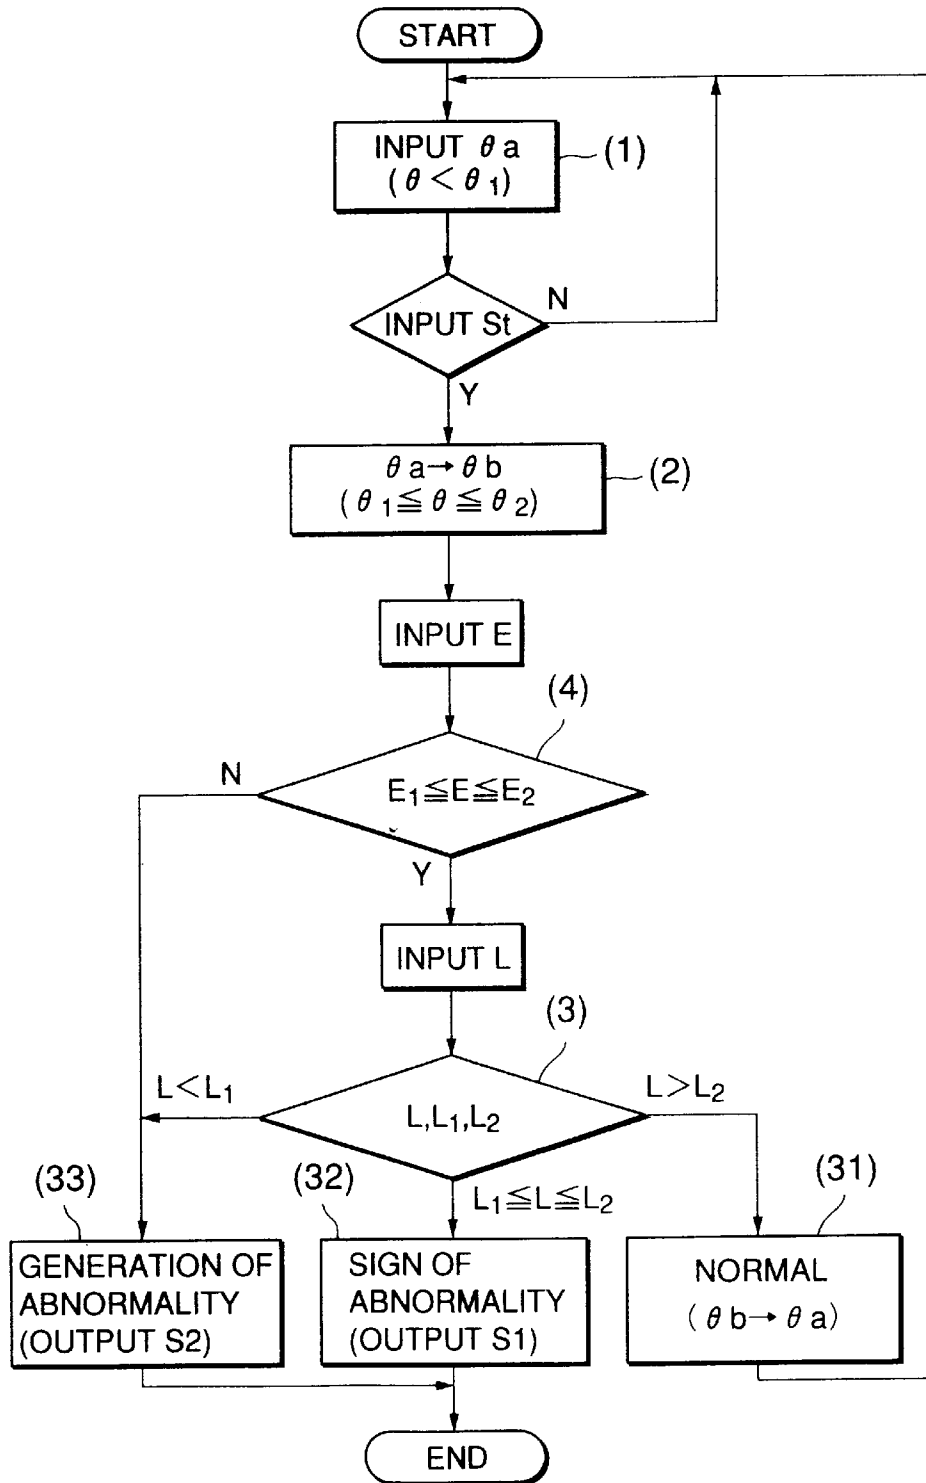 START
INPUT θa
(θ<θ1)
(1)
INPUT St
N
Y
θa→θb
(θ1≦θ≦θ2)
(2)
INPUT E
(4)
N
E1≦E≦E2
Y
INPUT L
(3)
L<L1
L,L1,L2
L>L2
L1≦L≦L2
(33)
GENERATION OF
ABNORMALITY
(OUTPUT S2)
(32)
SIGN OF
ABNORMALITY
(OUTPUT S1)
(31)
NORMAL
(θb→θa)
END